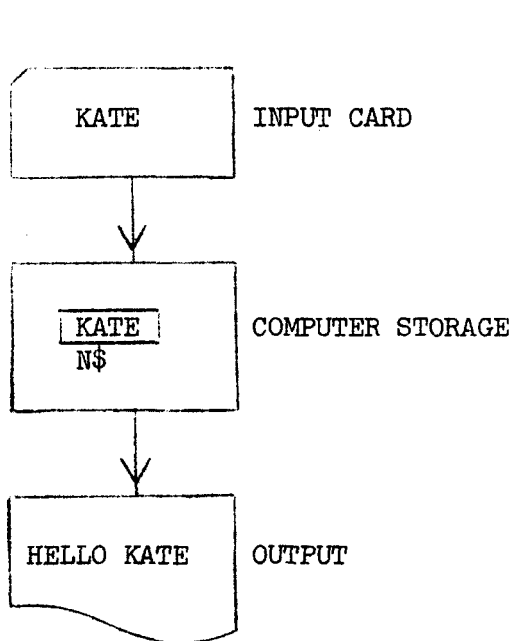 KATE INPUT CARD
KATE COMPUTER STORAGE
N$
HELLO KATE OUTPUT